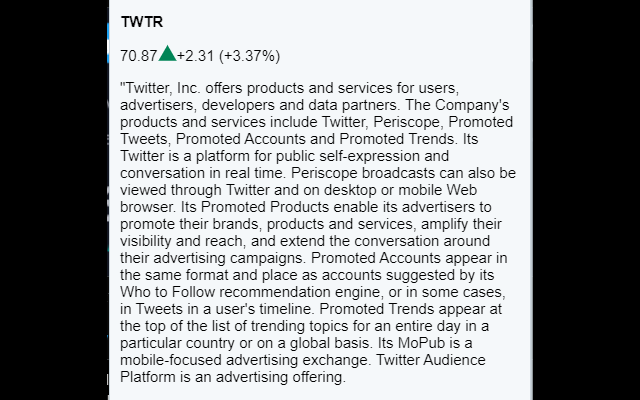 TWTR
70.87▲+2.31 (+3.37%)
"Twitter, Inc. offers products and services for users,
advertisers, developers and data partners. The Company's
products and services include Twitter, Periscope, Promoted
Tweets, Promoted Accounts and Promoted Trends. Its
Twitter is a platform for public self-expression and
conversation in real time. Periscope broadcasts can also be
viewed through Twitter and on desktop or mobile Web
browser. Its Promoted Products enable its advertisers to
promote their brands, products and services, amplify their
visibility and reach, and extend the conversation around
their advertising campaigns. Promoted Accounts appear in
the same format and place as accounts suggested by its
Who to Follow recommendation engine, or in some cases,
in Tweets in a user's timeline. Promoted Trends appear at
the top of the list of trending topics for an entire day in a
particular country or on a global basis. Its MoPub is a
mobile-focused advertising exchange. Twitter Audience
Platform is an advertising offering.